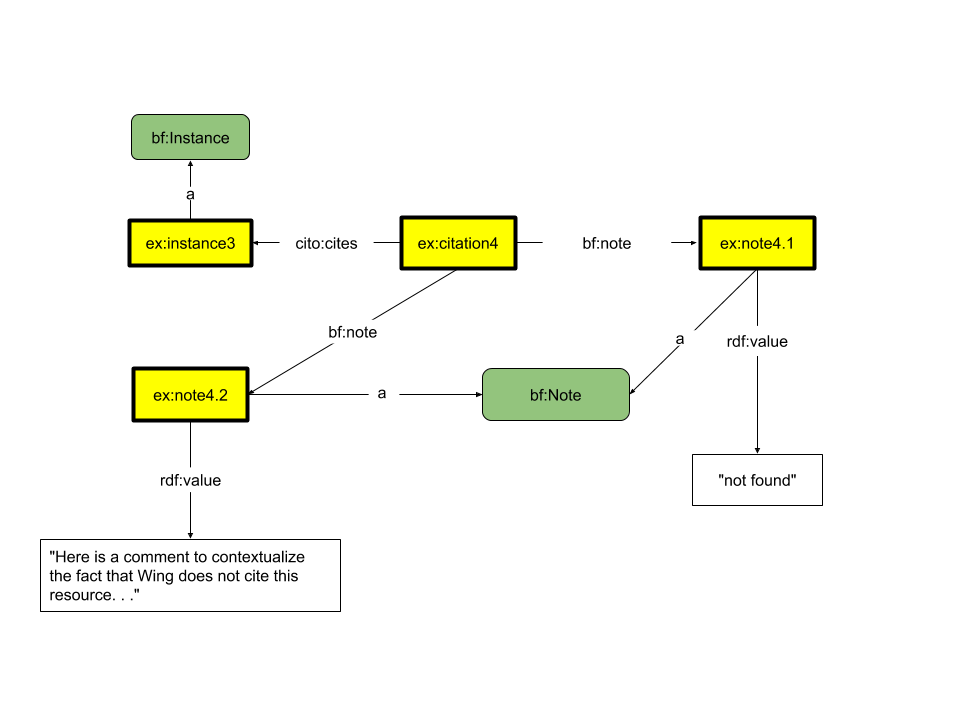 bf:Instance
a
ex:instance3
cito:cites
ex:citation4
bf:note
ex:note4.1
bf:note
a
rdf:value
ex:note4.2
a
bf:Note
rdf:value
"not found"
"Here is a comment to contextualize
the fact that Wing does not cite this
resource. . ."